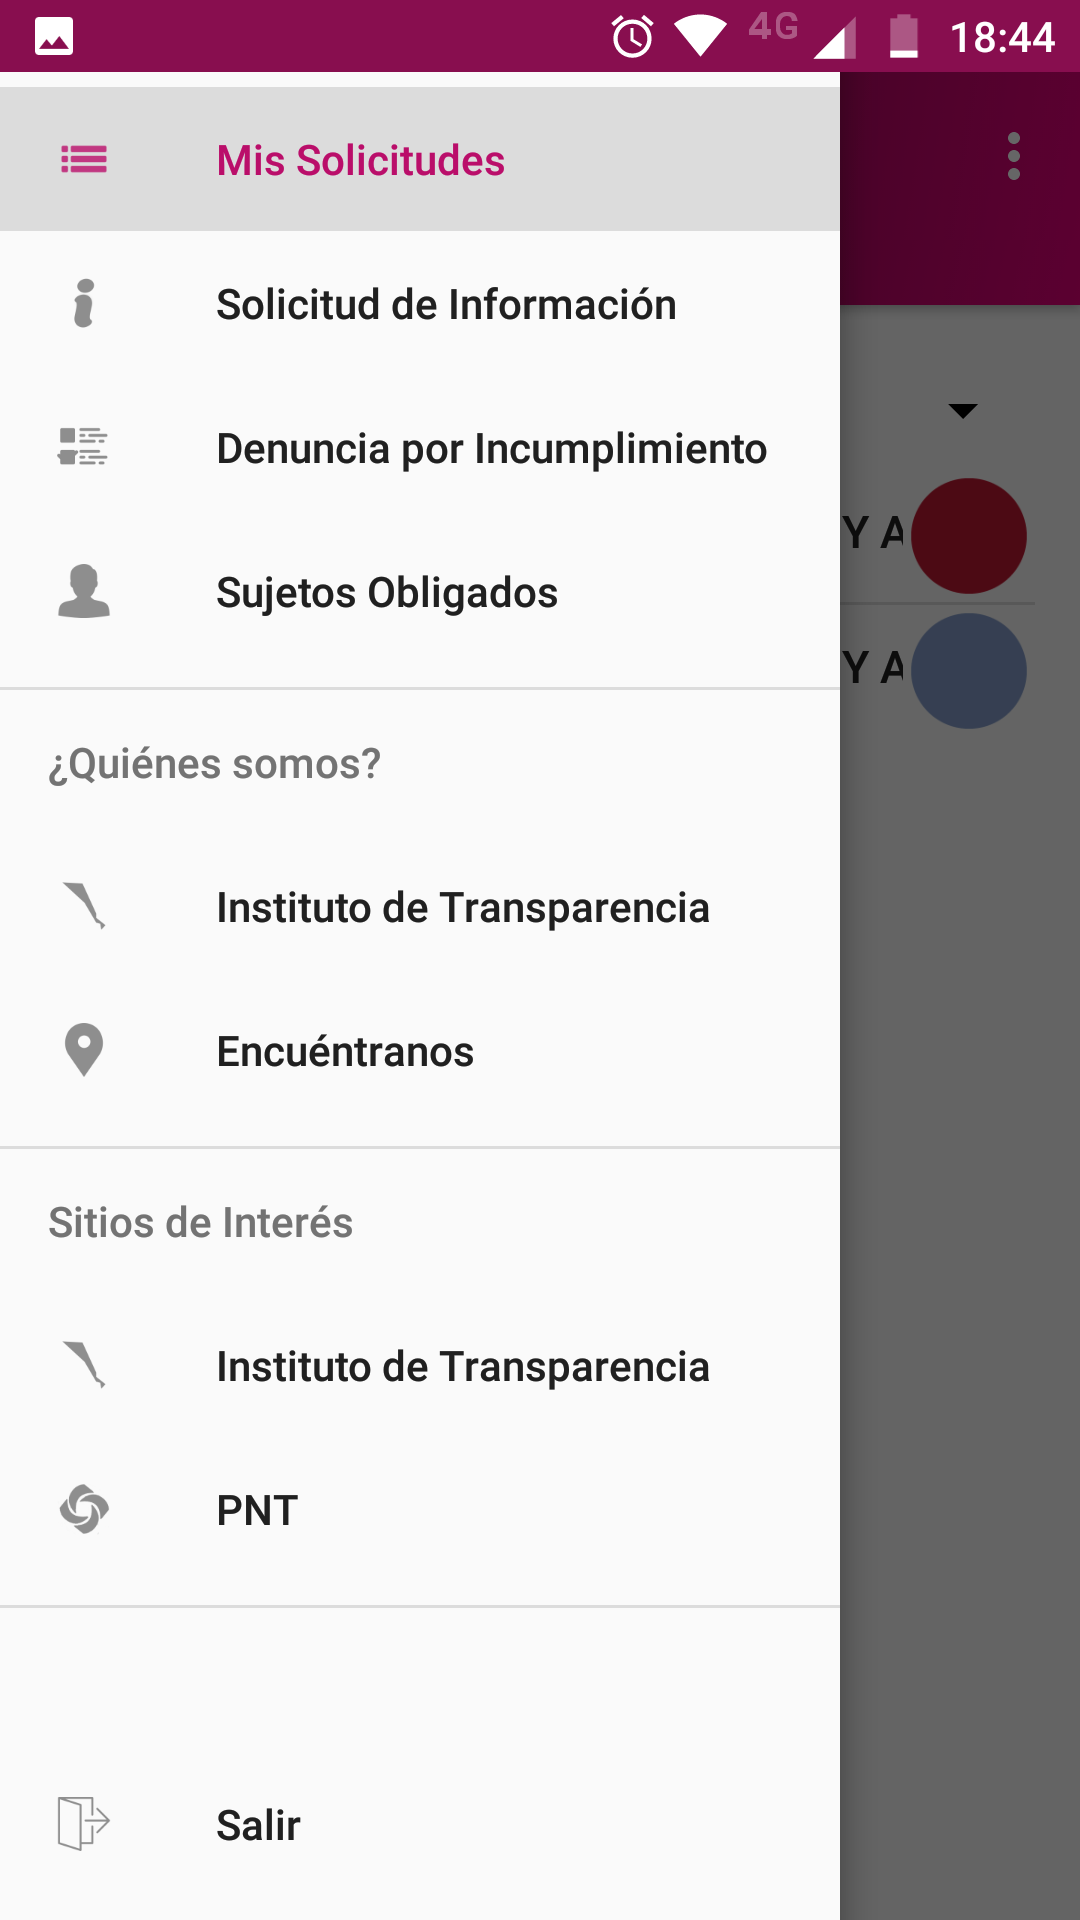 4G 18:44
Mis Solicitudes
Solicitud de Información
Denuncia por Incumplimiento
Y A
Sujetos Obligados
Y A
¿Quiénes somos?
Instituto de Transparencia
Encuéntranos
Sitios de Interés
Instituto de Transparencia
PNT
Salir